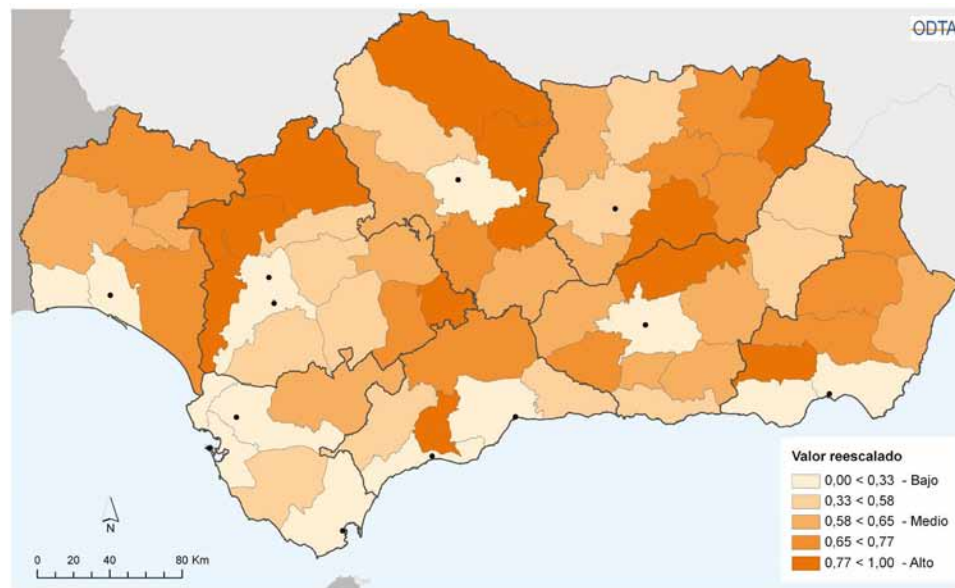 ODTA
Valor reescalado
0,00 < 0,33 - Bajo
0,33 < 0,58
0,58 < 0,65 - Medio
0,65 < 0,77
0,77 < 1,00 - Alto
N
0 20 40 80 Km